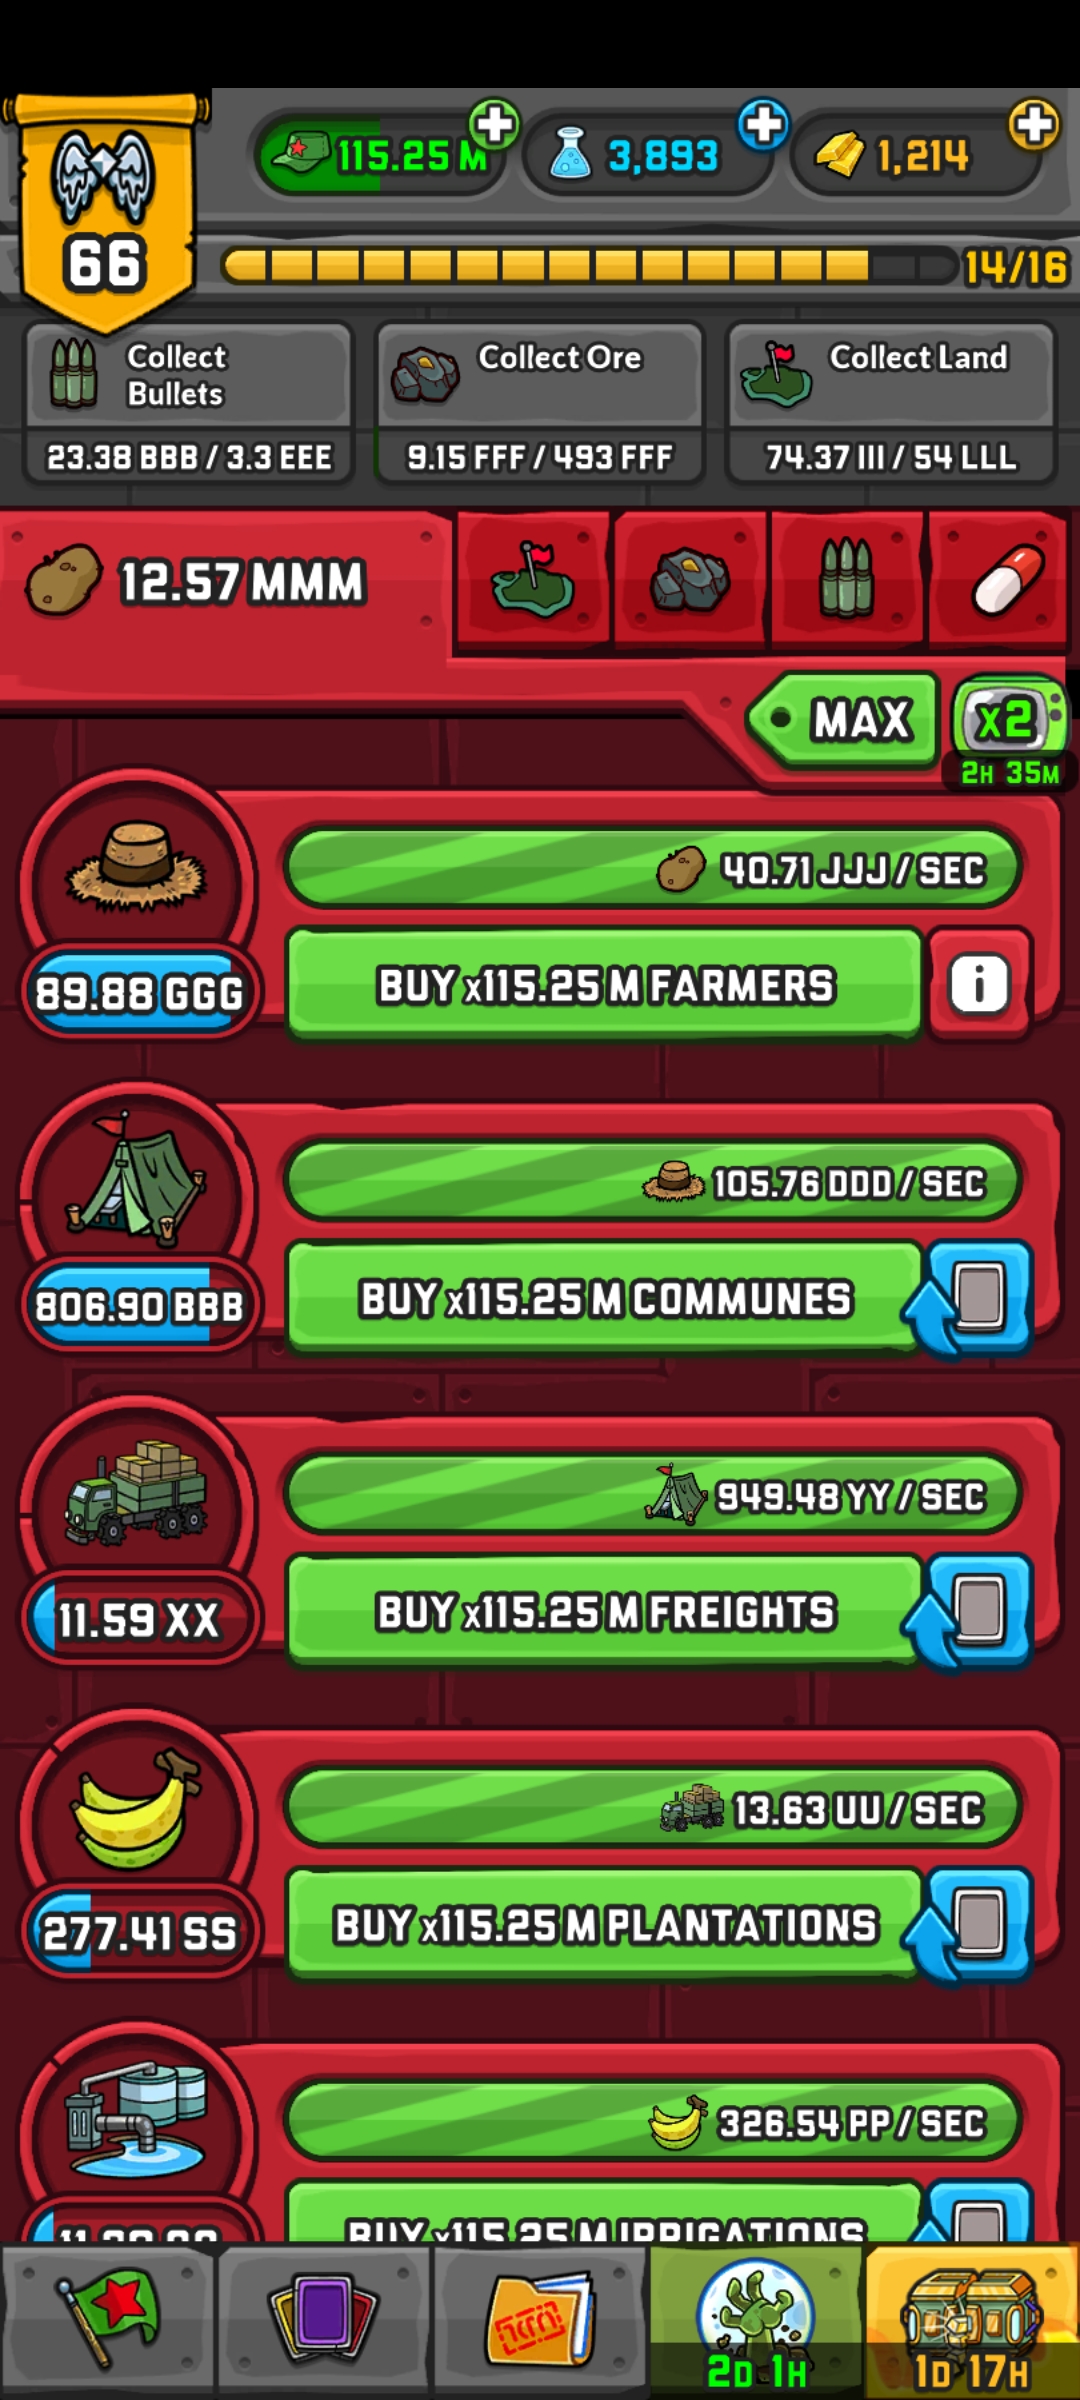 115.25 M
3,893
1,214
66
14/16
Collect
Bullets
23.38 BBB / 3.3 EEE
Collect Ore
9.15 FFF / 493 FFF
Collect Land
74.37 III / 54 LLL
12.57 MMM
MAX
x2
2H 35M
40.71 JJJ / SEC
89.88 GGG
BUY x115.25 M FARMERS
i
105.76 DDD / SEC
806.90 BBB
BUY x115.25 M COMMUNES
949.48 YY / SEC
11.59 XX
BUY x115.25 M FREIGHTS
13.63 UU / SEC
277.41 SS
BUY x115.25 M PLANTATIONS
326.54 PP / SEC
BUY x115.25 M IRRIGATIONS
2D 1H
1D 17H